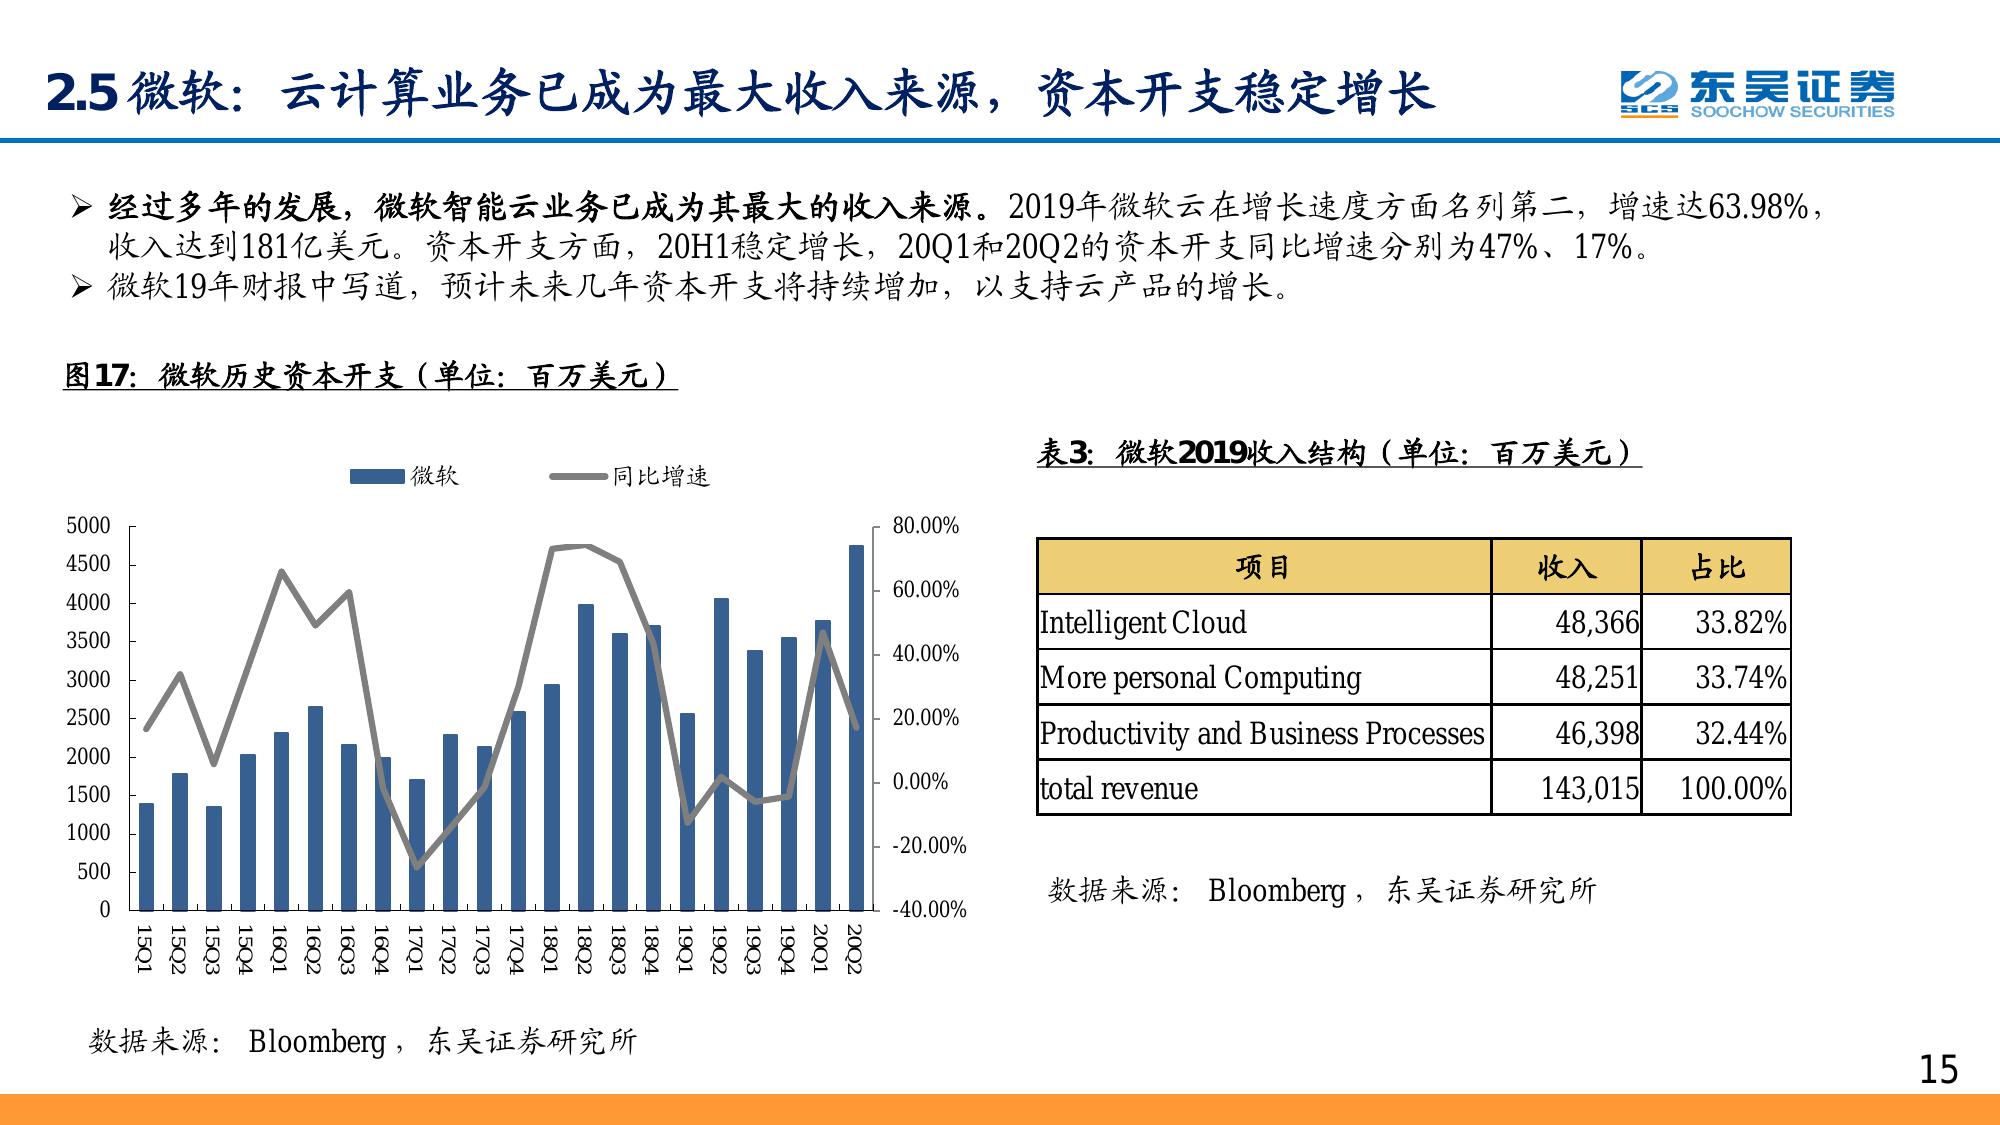 2.5 微软：云计算业务已成为最大收入来源，资本开支稳定增长
东吴证券
SCS
SOOCHOW SECURITIES
➢ 经过多年的发展，微软智能云业务已成为其最大的收入来源。2019年微软云在增长速度方面名列第二，增速达63.98%，
收入达到181亿美元。资本开支方面，20H1稳定增长，20Q1和20Q2的资本开支同比增速分别为47%、17%。
➢ 微软19年财报中写道，预计未来几年资本开支将持续增加，以支持云产品的增长。
图17：微软历史资本开支（单位：百万美元）
微软 同比增速
5000
4500
4000
3500
3000
2500
2000
1500
1000
500
0
80.00%
60.00%
40.00%
20.00%
0.00%
-20.00%
-40.00%
15Q1 15Q2 15Q3 15Q4 16Q1 16Q2 16Q3 16Q4 17Q1 17Q2 17Q3 17Q4 18Q1 18Q2 18Q3 18Q4 19Q1 19Q2 19Q3 19Q4 20Q1 20Q2
数据来源： Bloomberg，东吴证券研究所
表3：微软2019收入结构（单位：百万美元）
项目 收入 占比
Intelligent Cloud 48,366 33.82%
More personal Computing 48,251 33.74%
Productivity and Business Processes 46,398 32.44%
total revenue 143,015 100.00%
数据来源： Bloomberg，东吴证券研究所
15